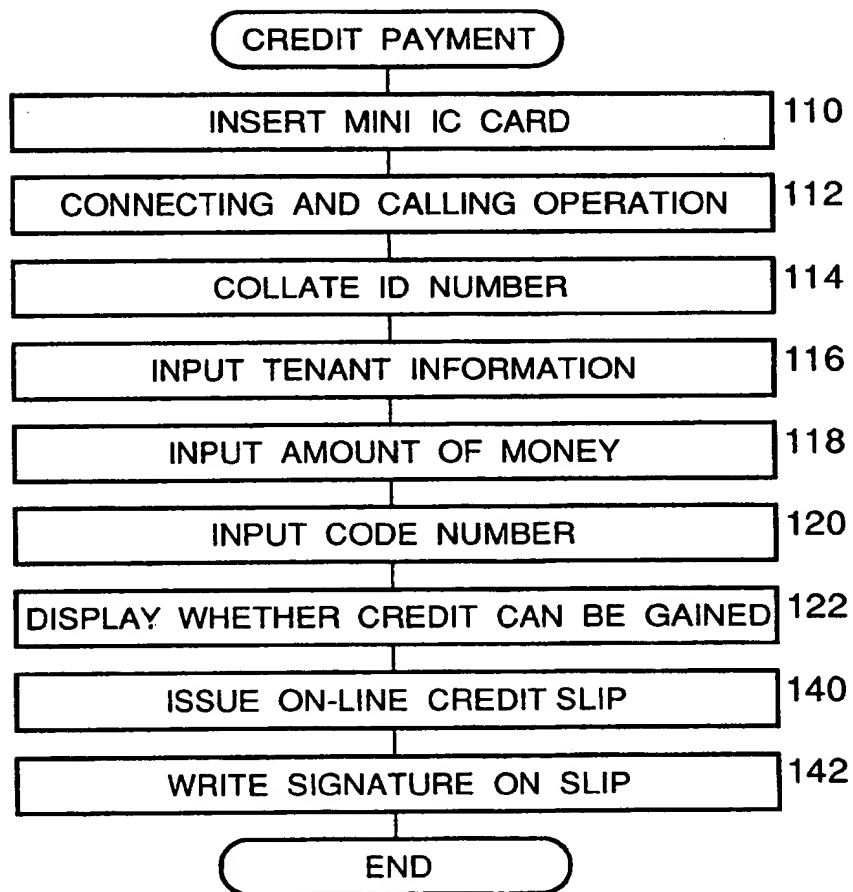 CREDIT PAYMENT
INSERT MINI IC CARD 110
CONNECTING AND CALLING OPERATION 112
COLLATE ID NUMBER 114
INPUT TENANT INFORMATION 116
INPUT AMOUNT OF MONEY 118
INPUT CODE NUMBER 120
DISPLAY WHETHER CREDIT CAN BE GAINED 122
ISSUE ON-LINE CREDIT SLIP 140
WRITE SIGNATURE ON SLIP 142
END